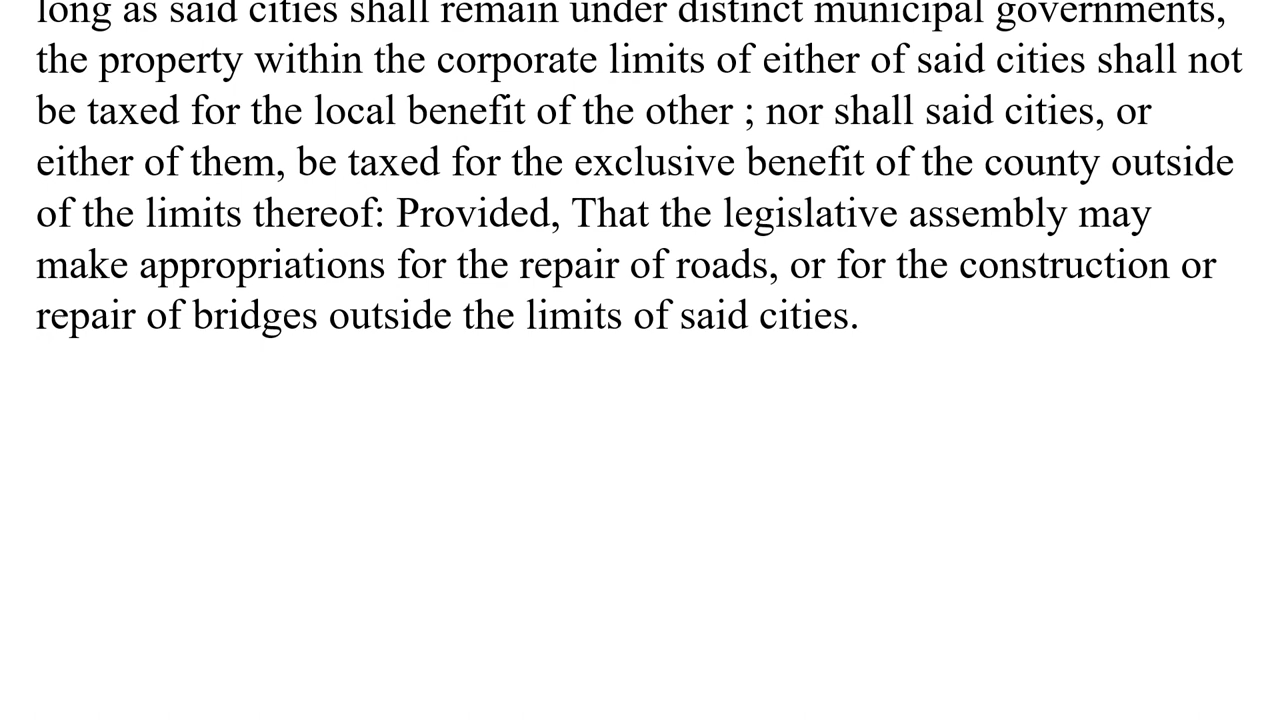 long as said cities shall remain under distinct municipal governments,
the property within the corporate limits of either of said cities shall not
be taxed for the local benefit of the other ; nor shall said cities, or
either of them, be taxed for the exclusive benefit of the county outside
of the limits thereof: Provided, That the legislative assembly may
make appropriations for the repair of roads, or for the construction or
repair of bridges outside the limits of said cities.